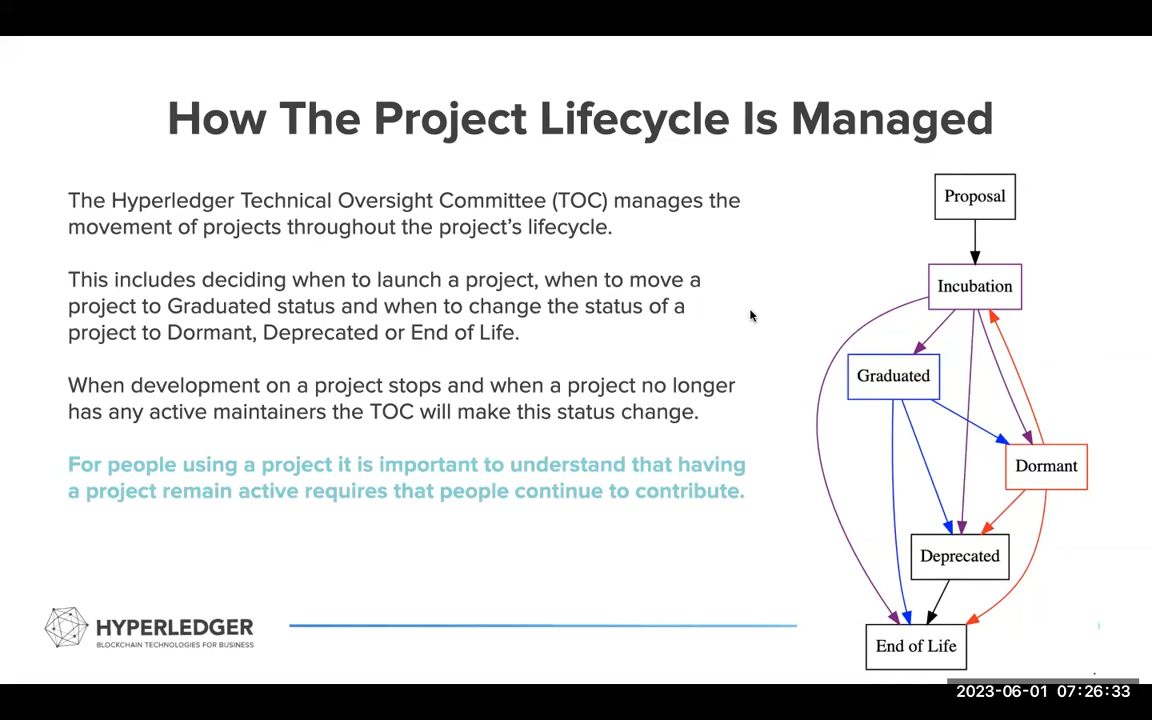 How The Project Lifecycle Is Managed
The Hyperledger Technical Oversight Committee (TOC) manages the
movement of projects throughout the project’s lifecycle.
This includes deciding when to launch a project, when to move a
project to Graduated status and when to change the status of a
project to Dormant, Deprecated or End of Life.
When development on a project stops and when a project no longer
has any active maintainers the TOC will make this status change.
For people using a project it is important to understand that having
a project remain active requires that people continue to contribute.
Proposal
Incubation
Graduated
Dormant
Deprecated
End of Life
HYPERLEDGER
BLOCKCHAIN TECHNOLOGIES FOR BUSINESS
2023-06-01 07:26:33